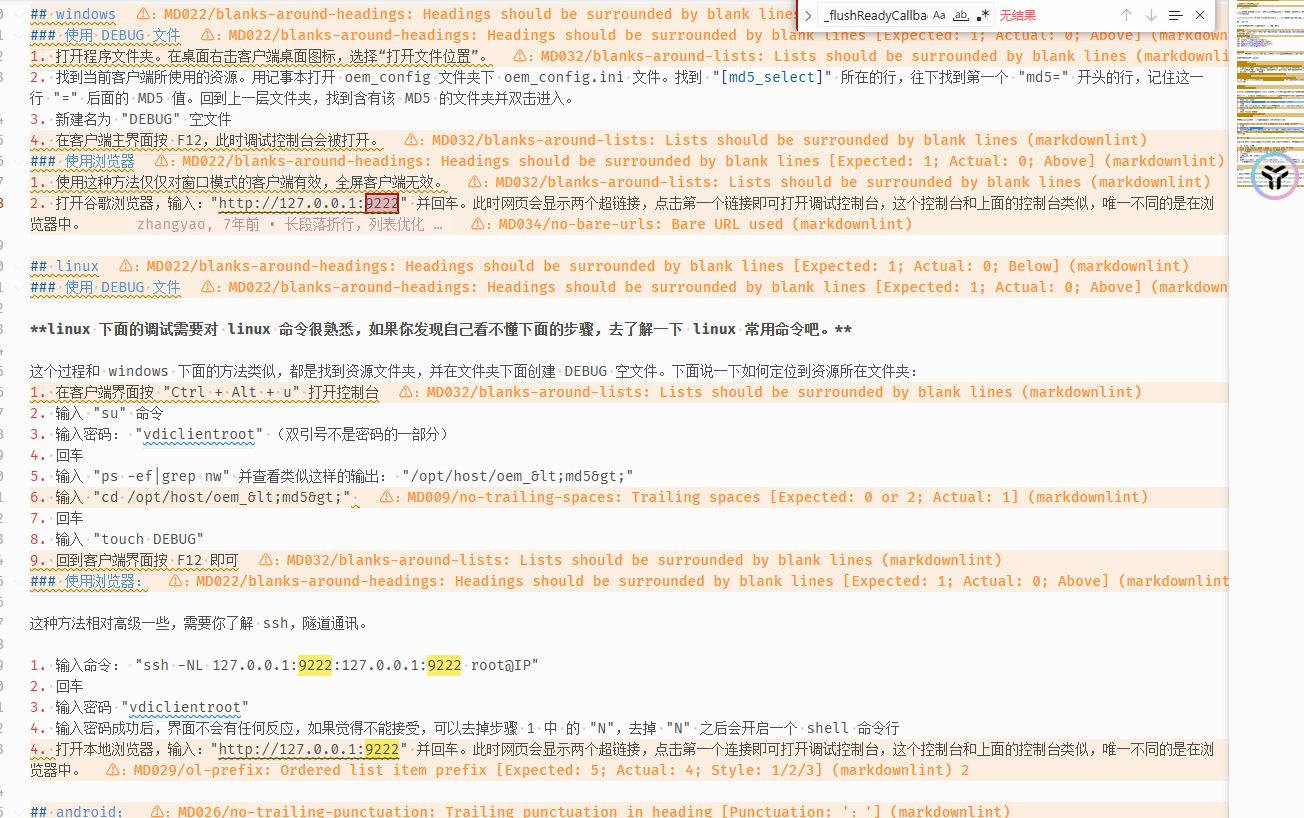 _flushReadyCallba Aa ab .* 无结果
## windows ⚠: MD022/blanks-around-headings: Headings should be surrounded by blank lines
### 使用 DEBUG 文件 ⚠: MD022/blanks-around-headings: Headings should be surrounded by blank lines [Expected: 1; Actual: 0; Above] (markdown
1. 打开程序文件夹。在桌面右击客户端桌面图标，选择“打开文件位置”。 ⚠: MD032/blanks-around-lists: Lists should be surrounded by blank li
2. 找到当前客户端所使用的资源。用记事本打开 oem_config 文件夹下 oem_config.ini 文件。找到 "[md5_select]" 所在的行，往下找到第一个 "md5=" 开头的行，记住这一
行 "=" 后面的 MD5 值。回到上一层文件夹，找到含有该 MD5 的文件夹并双击进入。
3. 新建名为 "DEBUG" 空文件
4. 在客户端主界面按 F12，此时调试控制台会被打开。 ⚠: MD032/blanks-around-lists: Lists should be surrounded by blank lines (markdownlint)
### 使用浏览器 ⚠: MD022/blanks-around-headings: Headings should be surrounded by blank lines [Expected: 1; Actual: 0; Above] (markdownlint)
1. 使用这种方法仅仅对窗口模式的客户端有效，全屏客户端无效。 ⚠: MD032/blanks-around-lists: Lists should be surrounded by blank lines (markdownlint)
2. 打开谷歌浏览器，输入："http://127.0.0.1:9222" 并回车。此时网页会显示两个超链接，点击第一个链接即可打开调试控制台，这个控制台和上面的控制台类似，唯一不同的是在浏
览器中。 zhangyao, 7年前 • 长段落折行，列表优化 … ⚠: MD034/no-bare-urls: Bare URL used (markdownlint)
## linux ⚠: MD022/blanks-around-headings: Headings should be surrounded by blank lines [Expected: 1; Actual: 0; Below] (markdownlint)
### 使用 DEBUG 文件 ⚠: MD022/blanks-around-headings: Headings should be surrounded by blank lines [Expected: 1; Actual: 0; Above] (markdown
**linux 下面的调试需要对 linux 命令很熟悉，如果你发现自己看不懂下面的步骤，去了解一下 linux 常用命令吧。**
这个过程和 windows 下面的方法类似，都是找到资源文件夹，并在文件夹下面创建 DEBUG 空文件。下面说一下如何定位到资源所在文件夹：
1. 在客户端界面按 "Ctrl + Alt + u" 打开控制台 ⚠: MD032/blanks-around-lists: Lists should be surrounded by blank lines (markdownlint)
2. 输入 "su" 命令
3. 输入密码： "vdiclientroot" （双引号不是密码的一部分）
4. 回车
5. 输入 "ps -ef|grep nw" 并查看类似这样的输出： "/opt/host/oem_&lt;md5&gt;"
6. 输入 "cd /opt/host/oem_&lt;md5&gt;" ⚠: MD009/no-trailing-spaces: Trailing spaces [Expected: 0 or 2; Actual: 1] (markdownlint)
7. 回车
8. 输入 "touch DEBUG"
9. 回到客户端界面按 F12 即可 ⚠: MD032/blanks-around-lists: Lists should be surrounded by blank lines (markdownlint)
### 使用浏览器： ⚠: MD022/blanks-around-headings: Headings should be surrounded by blank lines [Expected: 1; Actual: 0; Above] (markdownlint
这种方法相对高级一些，需要你了解 ssh，隧道通讯。
1. 输入命令： "ssh -NL 127.0.0.1:9222:127.0.0.1:9222 root@IP"
2. 回车
3. 输入密码 "vdiclientroot"
4. 输入密码成功后，界面不会有任何反应，如果觉得不能接受，可以去掉步骤 1 中 的 "N"，去掉 "N" 之后会开启一个 shell 命令行
4. 打开本地浏览器，输入："http://127.0.0.1:9222" 并回车。此时网页会显示两个超链接，点击第一个连接即可打开调试控制台，这个控制台和上面的控制台类似，唯一不同的是在浏
览器中。 ⚠: MD029/ol-prefix: Ordered list item prefix [Expected: 5; Actual: 4; Style: 1/2/3] (markdownlint) 2
## android： ⚠: MD026/no-trailing-punctuation: Trailing punctuation in heading [Punctuation: '：'] (markdownlint)